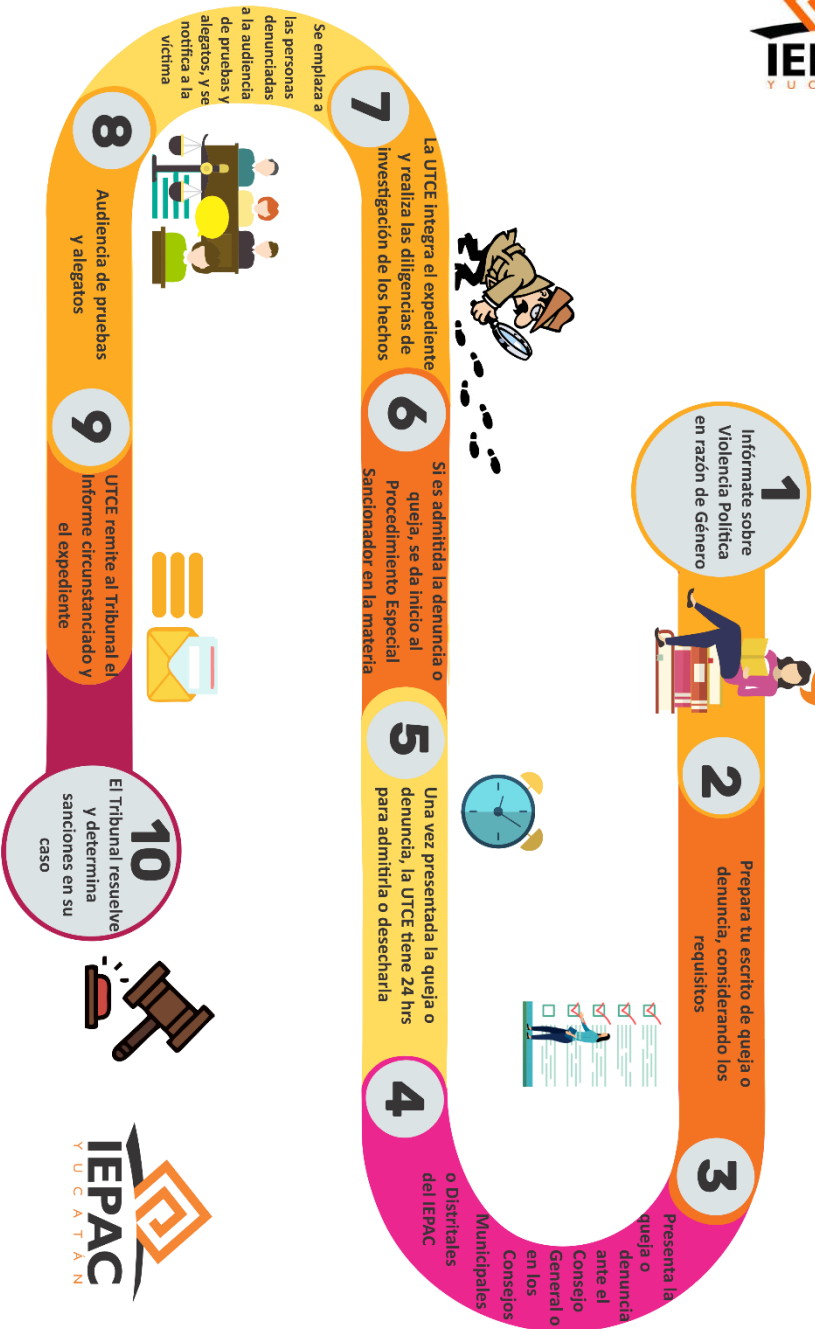 1
Infórmate sobre
Violencia Política
en razón de Género
2
Prepara tu escrito de queja o
denuncia, considerando los
requisitos
3
Presenta la
queja o
denuncia
ante el
Consejo
General o
en los
Consejos
Municipales
o Distritales
del IEPAC
4
5
Una vez presentada la queja o
denuncia, la UTCE tiene 24 hrs
para admitirla o desecharla
6
Si es admitida la denuncia o
queja, se da inicio al
Procedimiento Especial
Sancionador en la materia
7
La UTCE integra el expediente
y realiza las diligencias de
investigación de los hechos
Se emplaza a
las personas
denunciadas
a la audiencia
de pruebas y
alegatos, y se
notifica a la
víctima
8
Audiencia de pruebas
y alegatos
9
UTCE remite al Tribunal el
Informe circunstanciado y
el expediente
10
El Tribunal resuelve
y determina
sanciones en su
caso
IEPAC
YUCATÁN